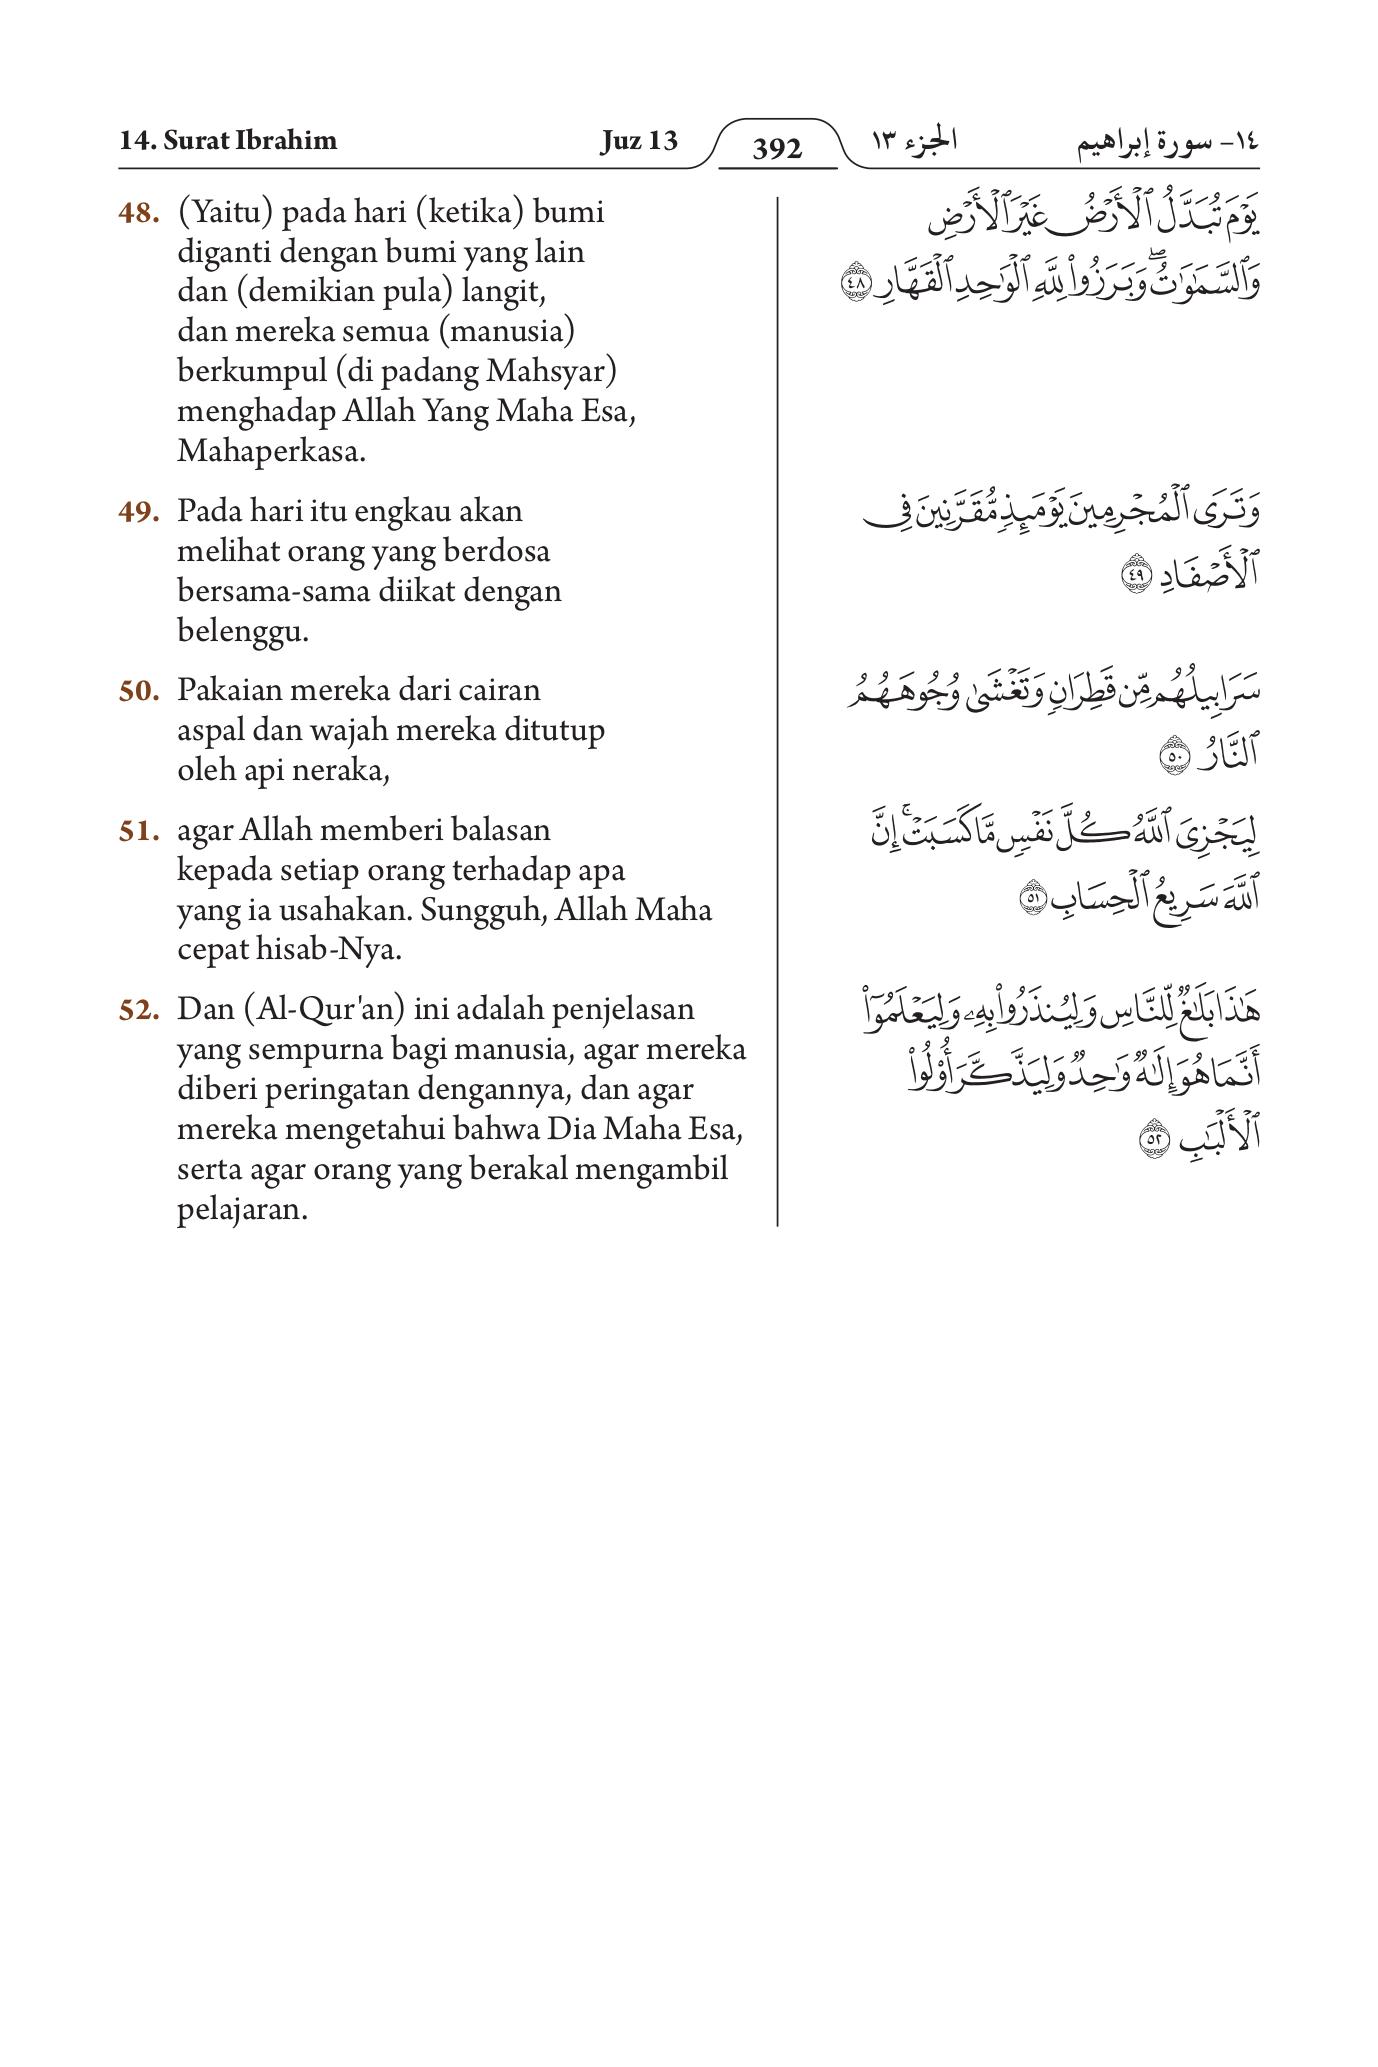 14. Surat Ibrahim Juz 13 392 الجزء ١٣ ١٤- سورة إبراهيم
48. (Yaitu) pada hari (ketika) bumi
diganti dengan bumi yang lain
dan (demikian pula) langit,
dan mereka semua (manusia)
berkumpul (di padang Mahsyar)
menghadap Allah Yang Maha Esa,
Mahaperkasa.
49. Pada hari itu engkau akan
melihat orang yang berdosa
bersama-sama diikat dengan
belenggu.
50. Pakaian mereka dari cairan
aspal dan wajah mereka ditutup
oleh api neraka,
51. agar Allah memberi balasan
kepada setiap orang terhadap apa
yang ia usahakan. Sungguh, Allah Maha
cepat hisab-Nya.
52. Dan (Al-Qur'an) ini adalah penjelasan
yang sempurna bagi manusia, agar mereka
diberi peringatan dengannya, dan agar
mereka mengetahui bahwa Dia Maha Esa,
serta agar orang yang berakal mengambil
pelajaran.
يَوْمَ تُبَدَّلُ ٱلْأَرْضُ غَيْرَ ٱلْأَرْضِ
وَٱلسَّمَٰوَٰتُ ۖ وَبَرَزُوا۟ لِلَّهِ ٱلْوَٰحِدِ ٱلْقَهَّارِ ٤٨
وَتَرَى ٱلْمُجْرِمِينَ يَوْمَئِذٍ مُّقَرَّنِينَ فِى
ٱلْأَصْفَادِ ٤٩
سَرَابِيلُهُم مِّن قَطِرَانٍ وَتَغْشَىٰ وُجُوهَهُمُ
ٱلنَّارُ ٥٠
لِيَجْزِىَ ٱللَّهُ كُلَّ نَفْسٍ مَّا كَسَبَتْ ۚ إِنَّ
ٱللَّهَ سَرِيعُ ٱلْحِسَابِ ٥١
هَٰذَا بَلَٰغٌ لِّلنَّاسِ وَلِيُنذَرُوا۟ بِهِۦ وَلِيَعْلَمُوٓا۟
أَنَّمَا هُوَ إِلَٰهٌ وَٰحِدٌ وَلِيَذَّكَّرَ أُو۟لُوا۟
ٱلْأَلْبَٰبِ ٥٢